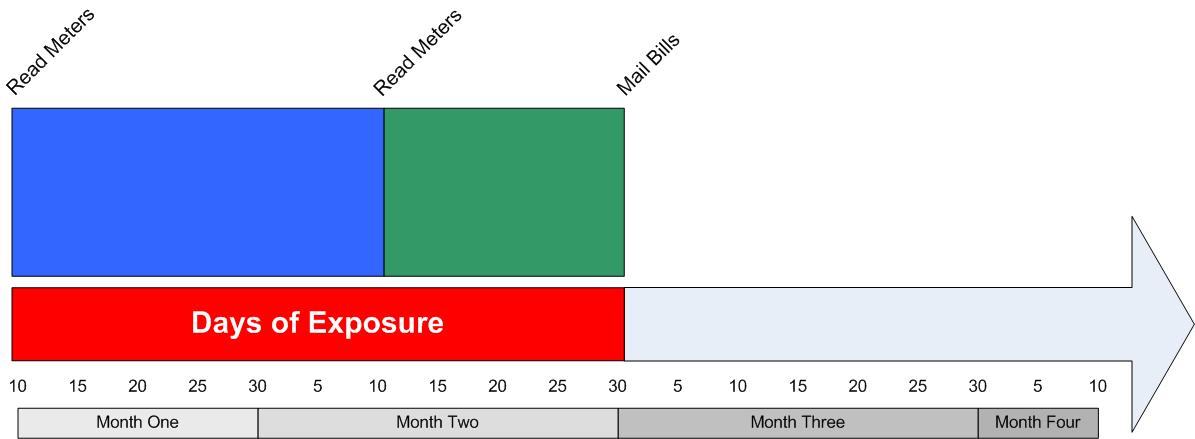 Read Meters
Read Meters
Mail Bills
Days of Exposure
10 15 20 25 30 5 10 15 20 25 30 5 10 15 20 25 30 5 10
Month One Month Two Month Three Month Four